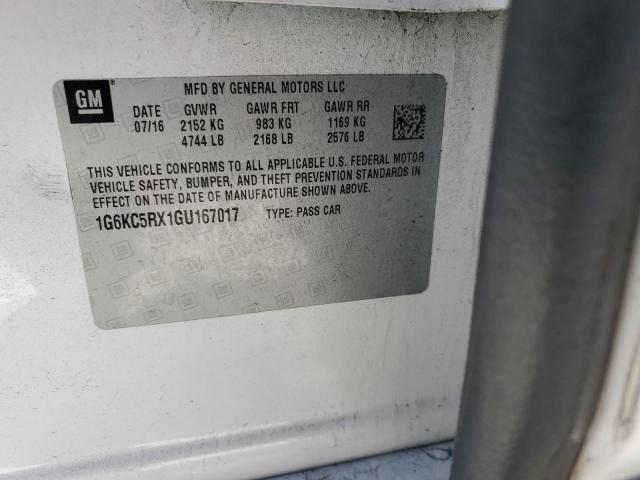 GM
MFD BY GENERAL MOTORS LLC
DATE GVWR GAWR FRT GAWR RR
07/16 2152 KG 983 KG 1169 KG
4744 LB 2168 LB 2576 LB
THIS VEHICLE CONFORMS TO ALL APPLICABLE U.S. FEDERAL MOTOR
VEHICLE SAFETY, BUMPER, AND THEFT PREVENTION STANDARDS IN
EFFECT ON THE DATE OF MANUFACTURE SHOWN ABOVE.
1G6KC5RX1GU167017 TYPE: PASS CAR